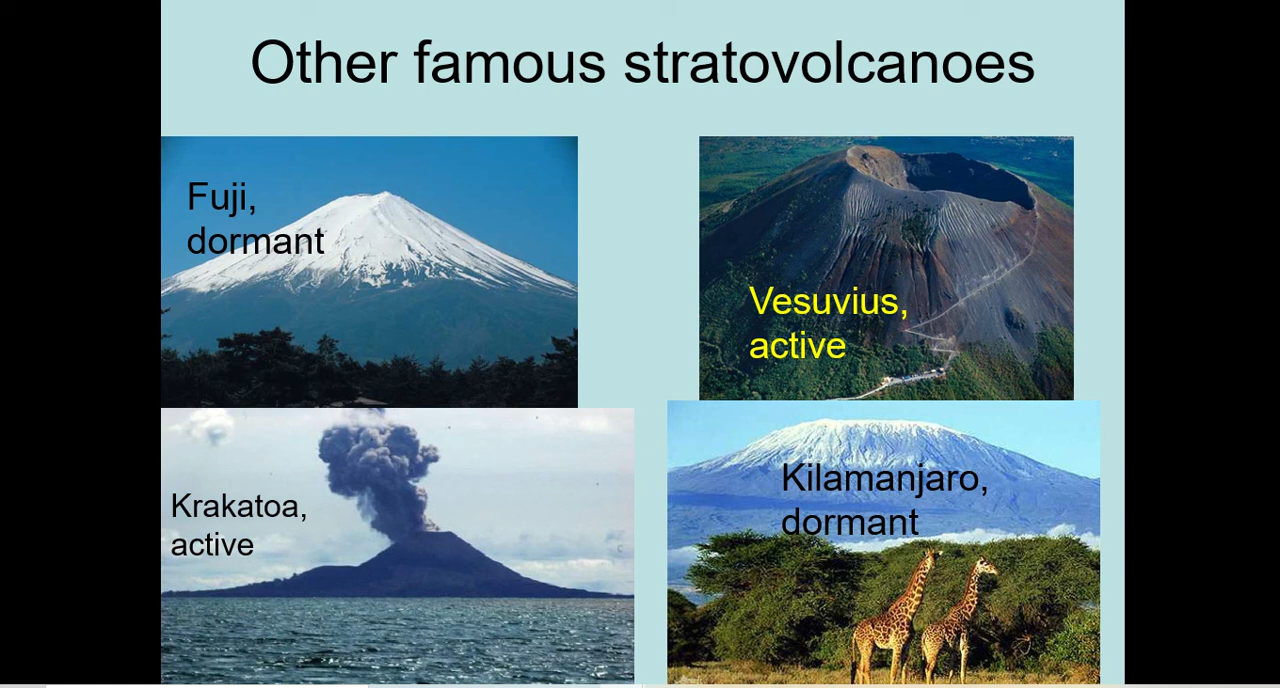 Other famous stratovolcanoes
Fuji,
dormant
Vesuvius,
active
Krakatoa,
active
Kilamanjaro,
dormant